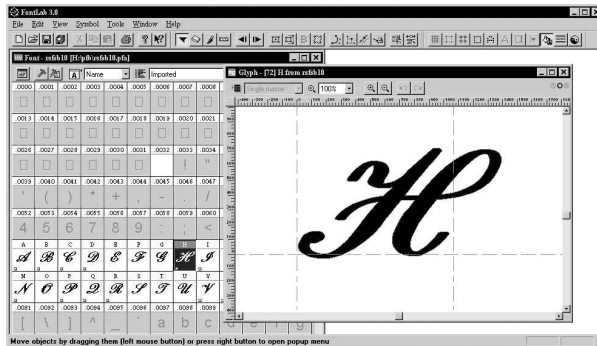 FontLab 3.0
File Edit View Symbol Tools Window Help
Font - rsfib10 [H:\pfb\rsfib10.pfa]
Name Imported
Glyph - [72] H from rsfib10
Single master 100%
.0000 .0001 .0002 .0003 .0004 .0005 .0006 .0007 .0008
.0013 .0014 .0015 .0016 .0017 .0018 .0019 .0020 .0021
.0026 .0027 .0028 .0029 .0030 .0031 .0032 .0033 .0034
! "
.0039 .0040 .0041 .0042 .0043 .0044 .0045 .0046 .0047
' ( ) * + , - . /
.0052 .0053 .0054 .0055 .0056 .0057 .0058 .0059 .0060
4 5 6 7 8 9 : ; <
A B C D E F G H I
A B C D E F G H I
N O P Q R S T U V
N O P Q R S T U V
.0091 .0092 .0093 .0094 .0095 .0096 .0097 .0098 .0099
[ \ ] ^ _ ` a b c d e f g
H
Move objects by dragging them (left mouse button) or press right button to open popup menu